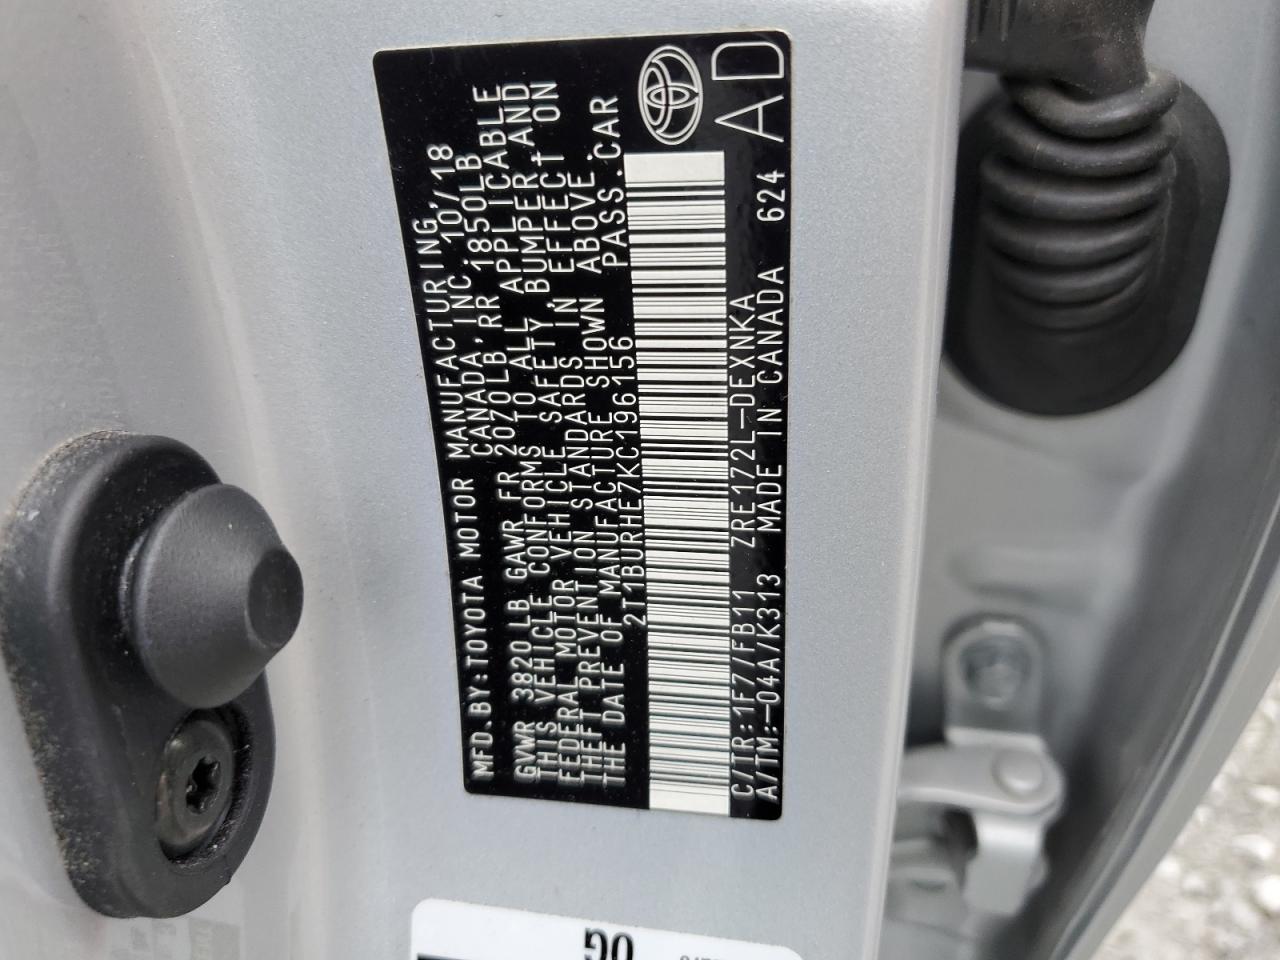 MFD.BY:TOYOTA MOTOR MANUFACTURING,
CANADA,INC. 10/18
GVWR 3820LB GAWR FR 2070LB,RR 1850LB
THIS VEHICLE CONFORMS TO ALL APPLICABLE
FEDERAL MOTOR VEHICLE SAFETY,BUMPER,AND
THEFT PREVENTION STANDARDS IN EFFECT ON
THE DATE OF MANUFACTURE SHOWN ABOVE.
2T1BURHE7KC196156 PASS.CAR
C/TR:1F7/FB11 ZRE172L-DEXNKA
A/TM:-04A/K313 MADE IN CANADA 624
AD